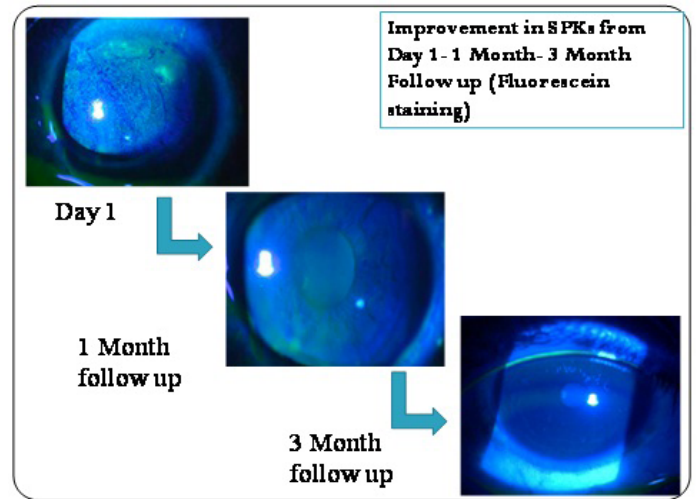 Improvement in SPKs from
Day 1- 1 Month- 3 Month
Follow up (Fluorescein
staining)
Day 1
1 Month
follow up
3 Month
follow up